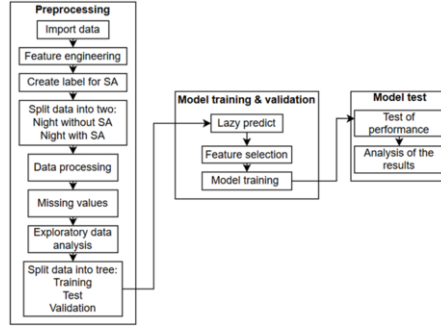 Preprocessing
Import data
Feature engineering
Create label for SA
Split data into two:
Night without SA
Night with SA
Data processing
Missing values
Exploratory data
analysis
Split data into tree:
Training
Test
Validation
Model training & validation
Lazy predict
Feature selection
Model training
Model test
Test of
performance
Analysis of the
results